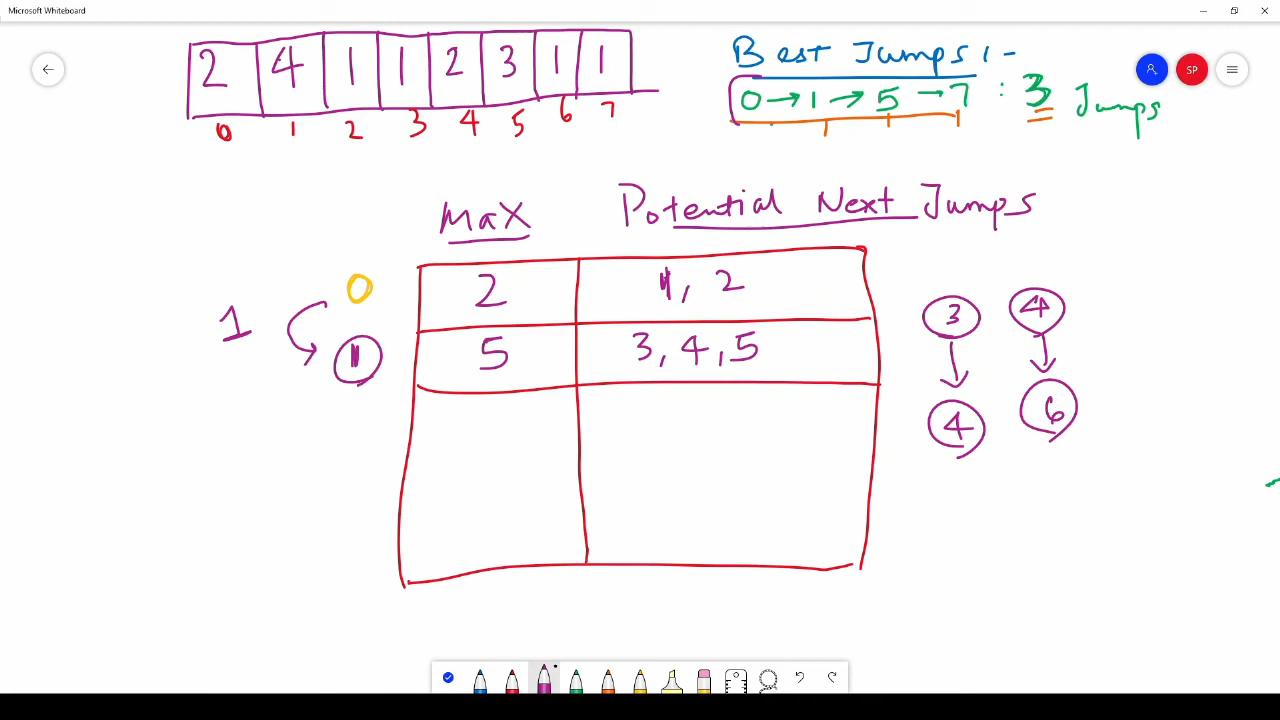 Microsoft Whiteboard
2 4 1 1 2 3 1 1
0 1 2 3 4 5 6 7
Best Jumps :-
0 → 1 → 5 → 7 : 3 Jumps
SP
Max Potential Next Jumps
0 2 1, 2
1 1 5 3, 4, 5
3 4
4 6